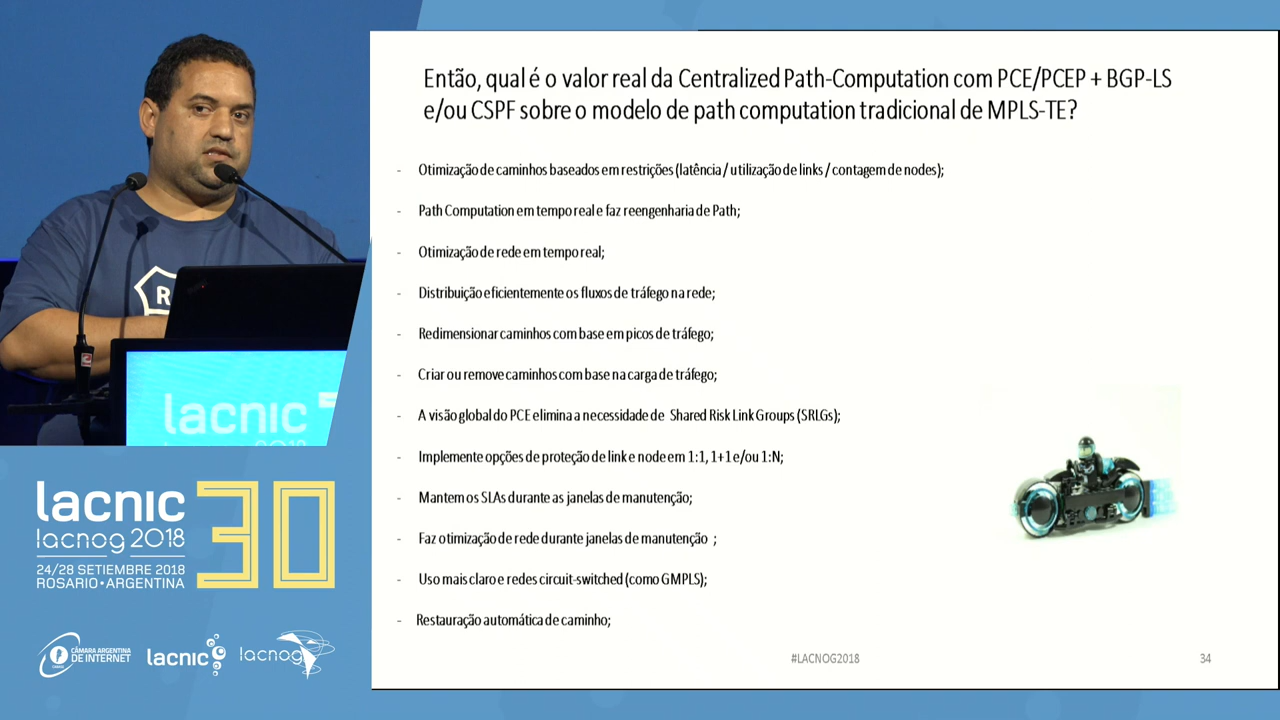 Então, qual é o valor real da Centralized Path-Computation com PCE/PCEP + BGP-LS
e/ou CSPF sobre o modelo de path computation tradicional de MPLS-TE?
- Otimização de caminhos baseados em restrições (latência / utilização de links / contagem de nodes);
- Path Computation em tempo real e faz reengenharia de Path;
- Otimização de rede em tempo real;
- Distribuição eficientemente os fluxos de tráfego na rede;
- Redimensionar caminhos com base em picos de tráfego;
- Criar ou remove caminhos com base na carga de tráfego;
- A visão global do PCE elimina a necessidade de Shared Risk Link Groups (SRLGs);
- Implemente opções de proteção de link e node em 1:1, 1+1 e/ou 1:N;
- Mantem os SLAs durante as janelas de manutenção;
- Faz otimização de rede durante janelas de manutenção ;
- Uso mais claro e redes circuit-switched (como GMPLS);
- Restauração automática de caminho;
#LACNOG2018
34
R
lacnic
lacnic 30
lacnog 2018
24/28 SETIEMBRE 2018
ROSARIO•ARGENTINA
CÁMARA ARGENTINA
DE INTERNET
lacnic
lacnog